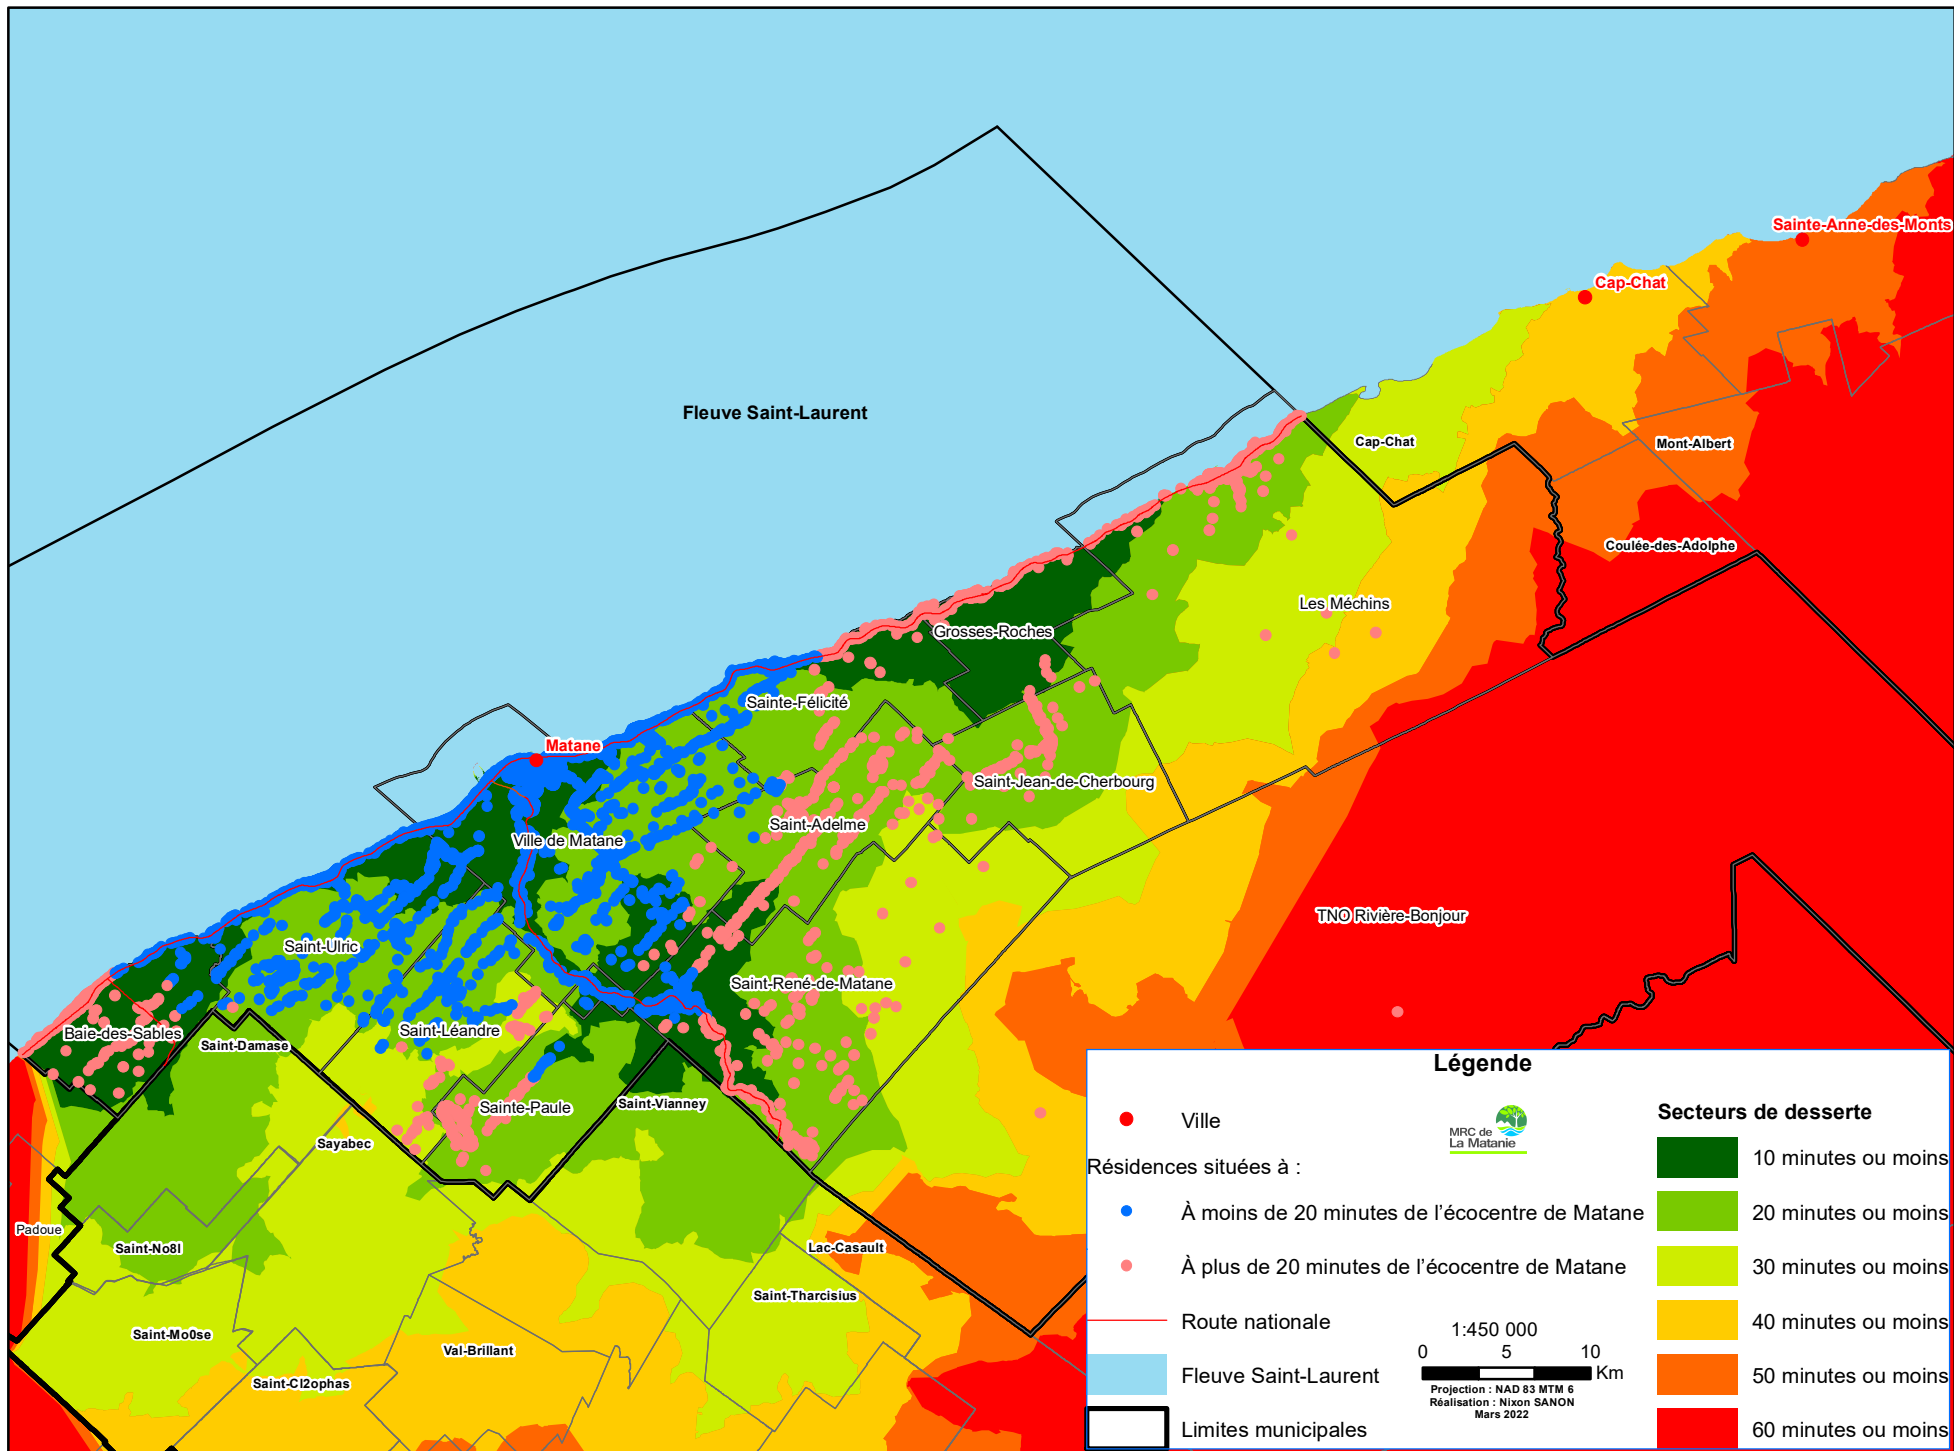 Sainte-Anne-des-Monts
Cap-Chat
Fleuve Saint-Laurent
Cap-Chat
Mont-Albert
Coulée-des-Adolphe
Les Méchins
Grosses-Roches
Sainte-Félicité
Matane
Saint-Jean-de-Cherbourg
Saint-Adelme
Ville de Matane
TNO Rivière-Bonjour
Saint-Ulric
Saint-René-de-Matane
Saint-Léandre
Baie-des-Sables
Saint-Damase
Sainte-Paule
Saint-Vianney
Sayabec
Padoue
Saint-No8l
Lac-Casault
Saint-Tharcisius
Saint-Mo0se
Val-Brillant
Saint-Cl2ophas
Légende
Ville
MRC de
La Matanie
Résidences situées à :
À moins de 20 minutes de l'écocentre de Matane
À plus de 20 minutes de l'écocentre de Matane
Route nationale
Fleuve Saint-Laurent
Limites municipales
1:450 000
0 5 10
Km
Projection : NAD 83 MTM 6
Réalisation : Nixon SANON
Mars 2022
Secteurs de desserte
10 minutes ou moins
20 minutes ou moins
30 minutes ou moins
40 minutes ou moins
50 minutes ou moins
60 minutes ou moins